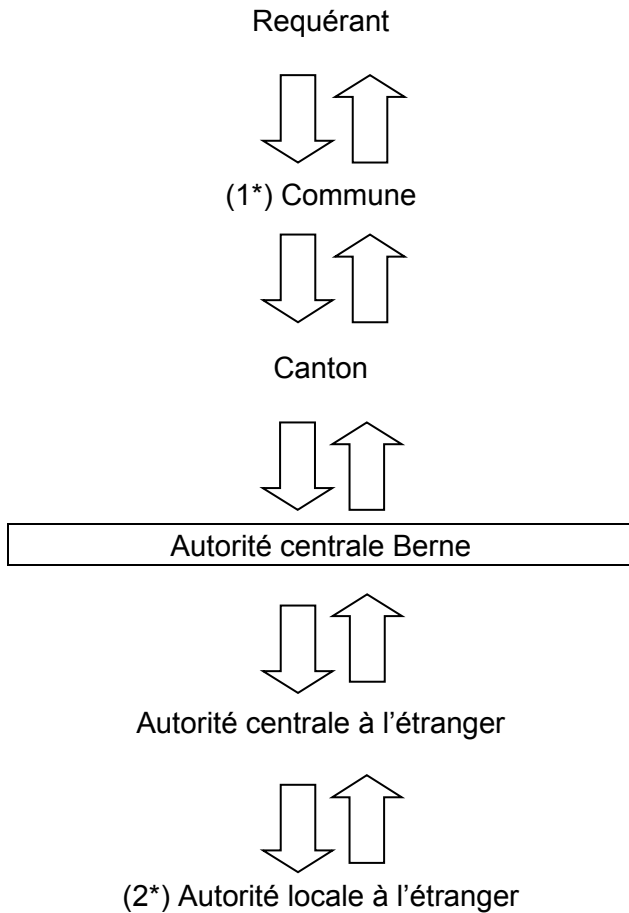 Requérant
(1*) Commune
Canton
Autorité centrale Berne
Autorité centrale à l’étranger
(2*) Autorité locale à l’étranger